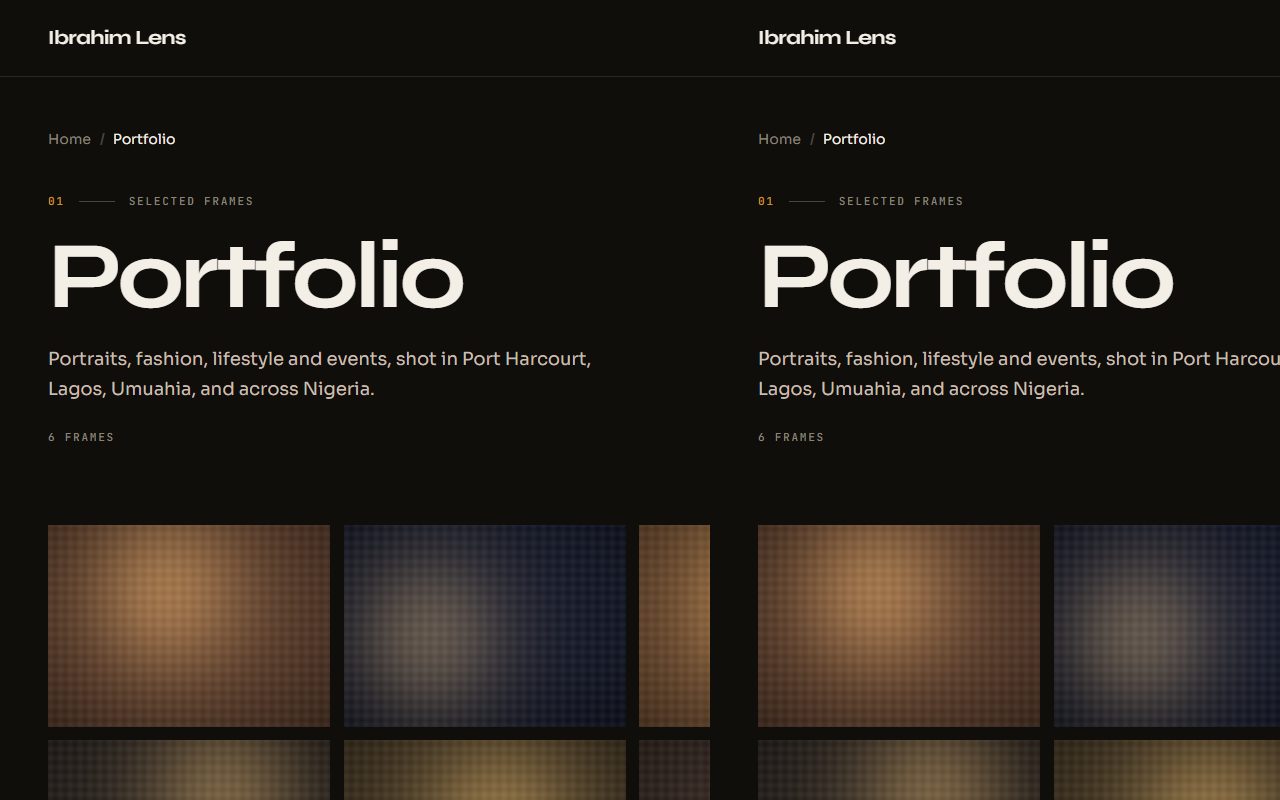 Ibrahim Lens
Home / Portfolio
01 SELECTED FRAMES
Portfolio
Portraits, fashion, lifestyle and events, shot in Port Harcourt,
Lagos, Umuahia, and across Nigeria.
6 FRAMES
Ibrahim Lens
Home / Portfolio
01 SELECTED FRAMES
Portfolio
Portraits, fashion, lifestyle and events, shot in Port Harcou
Lagos, Umuahia, and across Nigeria.
6 FRAMES